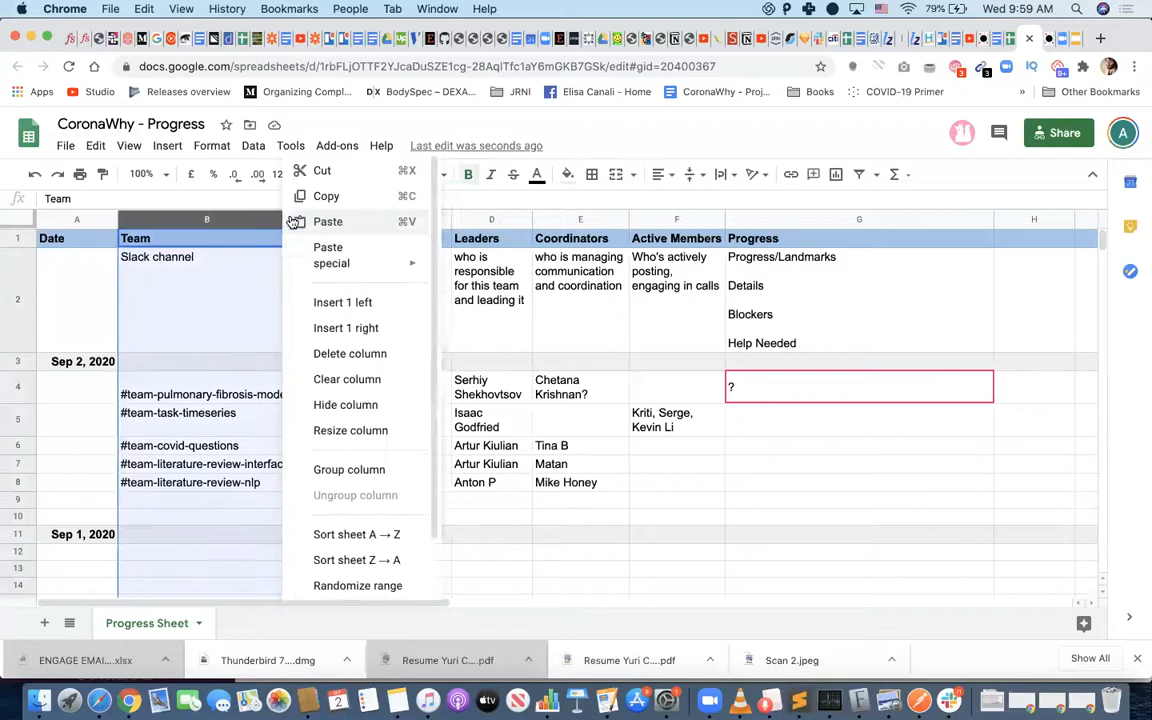 Chrome File Edit View History Bookmarks People Tab Window Help 79% Wed 9:59 AM
docs.google.com/spreadsheets/d/1rbFLjOTTF2YJcaDuSZE1cg-28AqITfc1aY6mGKB7GSk/edit#gid=20400367
Apps Studio Releases overview Organizing Compl... BodySpec – DEXA... JRNI Elisa Canali - Home CoronaWhy - Proj... Books COVID-19 Primer » Other Bookmarks
CoronaWhy - Progress
Share
A
File Edit View Insert Format Data Tools Add-ons Help Last edit was seconds ago
100% £ % .0 .00 12 B I S A
fx Team
A B D E F G H
1 Date Team Leaders Coordinators Active Members Progress
2 Slack channel
who is responsible for this team and leading it
who is managing communication and coordination
Who's actively posting, engaging in calls
Progress/Landmarks
Details
Blockers
Help Needed
3 Sep 2, 2020
4 #team-pulmonary-fibrosis-mode Serhiy Shekhovtsov Chetana Krishnan? ?
5 #team-task-timeseries Isaac Godfried Kriti, Serge, Kevin Li
6 #team-covid-questions Artur Kiulian Tina B
7 #team-literature-review-interfac Artur Kiulian Matan
8 #team-literature-review-nlp Anton P Mike Honey
9
10
11 Sep 1, 2020
12
13
14
Cut ⌘X
Copy ⌘C
Paste ⌘V
Paste
special
Insert 1 left
Insert 1 right
Delete column
Clear column
Hide column
Resize column
Group column
Ungroup column
Sort sheet A → Z
Sort sheet Z → A
Randomize range
Progress Sheet
ENGAGE EMAI....xlsx Thunderbird 7....dmg Resume Yuri C....pdf Resume Yuri C....pdf Scan 2.jpeg Show All